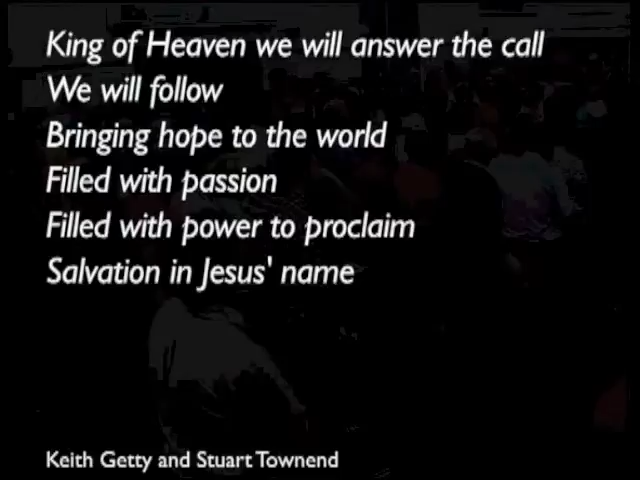 King of Heaven we will answer the call
We will follow
Bringing hope to the world
Filled with passion
Filled with power to proclaim
Salvation in Jesus' name
Keith Getty and Stuart Townend